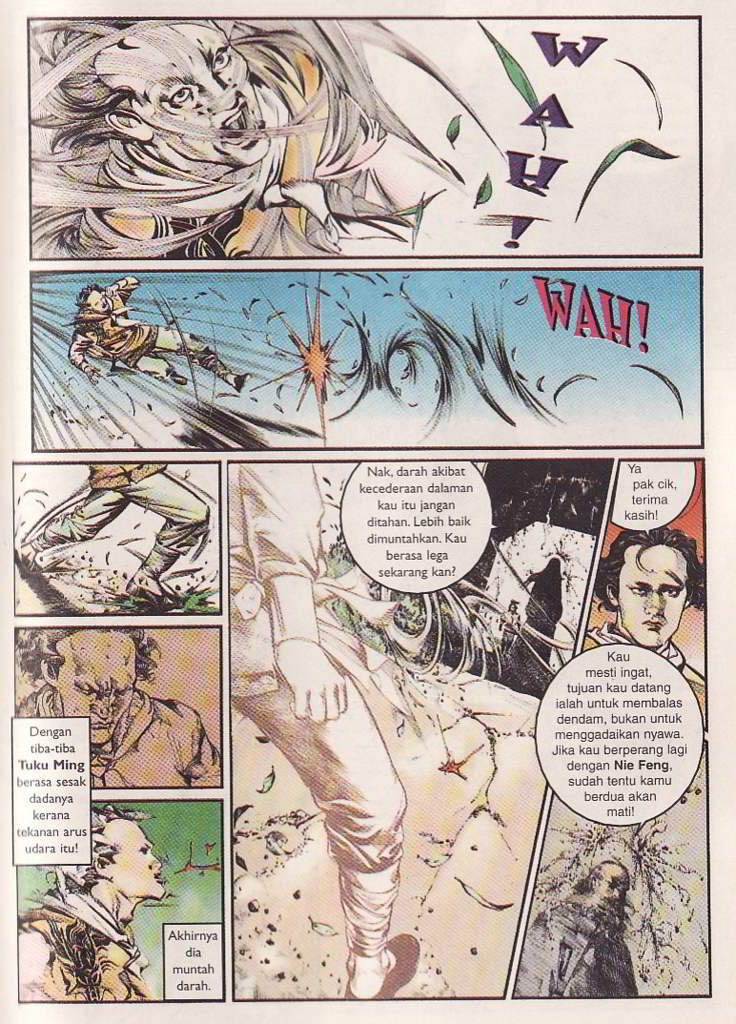 WAH!
WAH!
Dengan
tiba-tiba
Tuku Ming
berasa sesak
dadanya
kerana
tekanan arus
udara itu!
Akhirnya
dia
muntah
darah.
Nak, darah akibat
kecederaan dalaman
kau itu jangan
ditahan. Lebih baik
dimuntahkan. Kau
berasa lega
sekarang kan?
Ya
pak cik,
terima
kasih!
Kau
mesti ingat,
tujuan kau datang
ialah untuk membalas
dendam, bukan untuk
menggadaikan nyawa.
Jika kau berperang lagi
dengan Nie Feng,
sudah tentu kamu
berdua akan
mati!